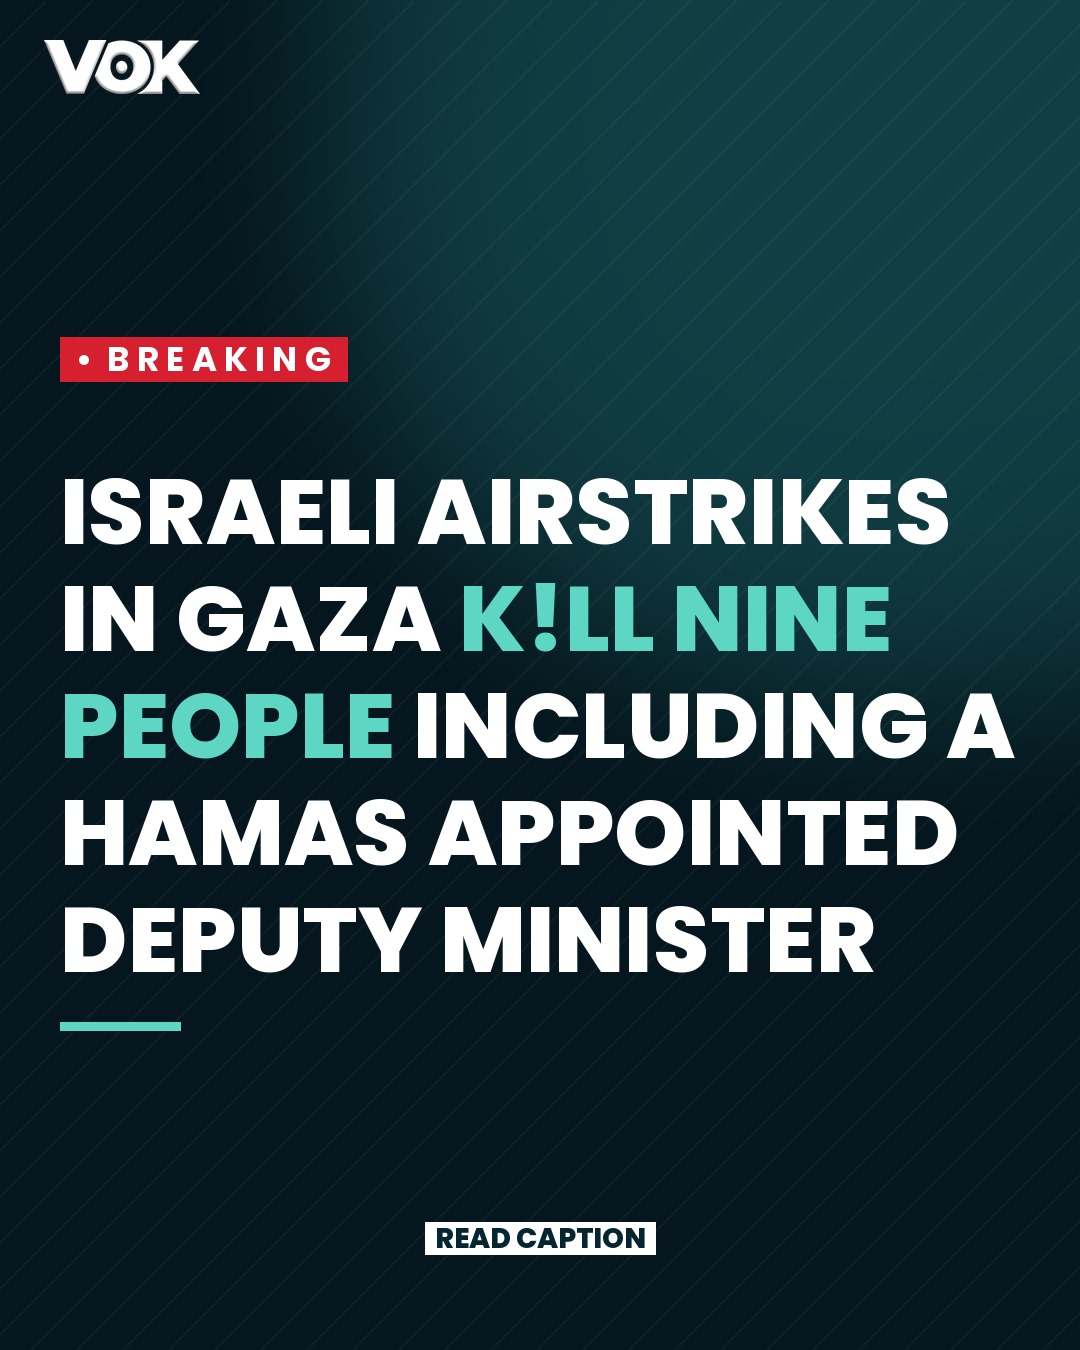 VOK
• BREAKING
ISRAELI AIRSTRIKES
IN GAZA K!LL NINE
PEOPLE INCLUDING A
HAMAS APPOINTED
DEPUTY MINISTER
READ CAPTION